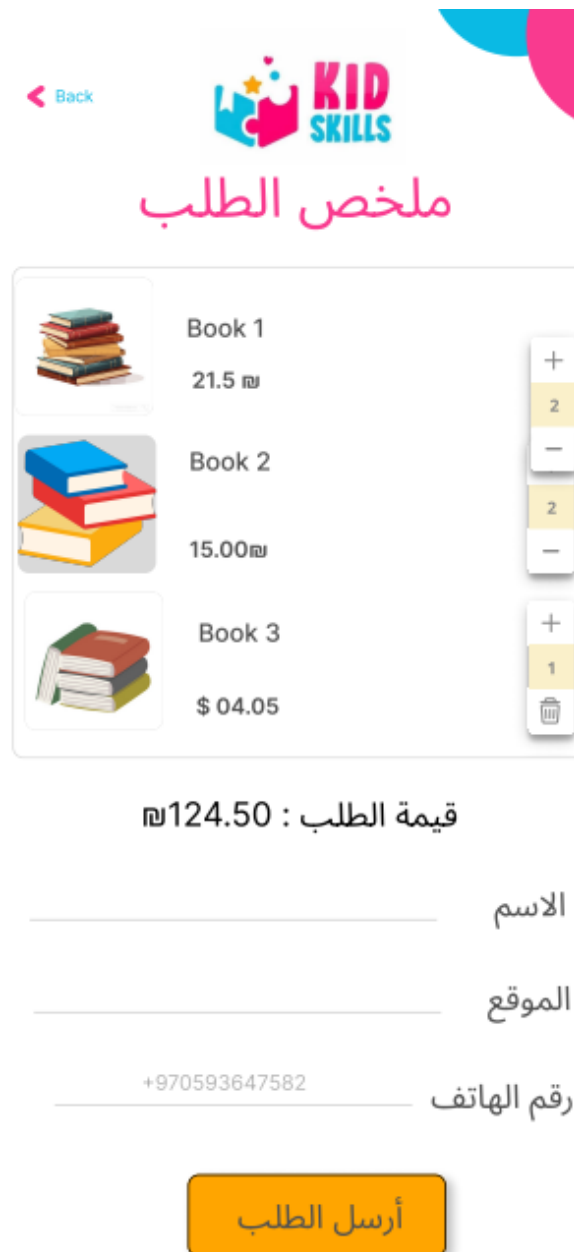 Back
KID
SKILLS
ملخص الطلب
Book 1
21.5 ₪
+
2
−
Book 2
15.00₪
2
−
Book 3
$ 04.05
+
1
قيمة الطلب : 124.50₪
الاسم
الموقع
رقم الهاتف +970593647582
أرسل الطلب